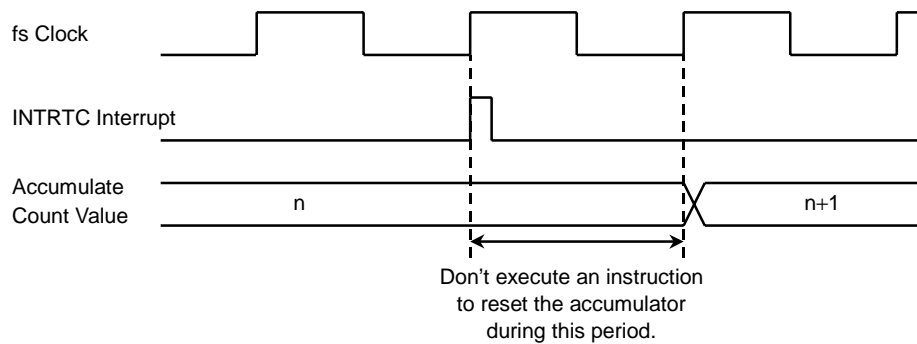 fs Clock
INTRTC Interrupt
Accumulate
Count Value
n
n+1
Don’t execute an instruction
to reset the accumulator
during this period.